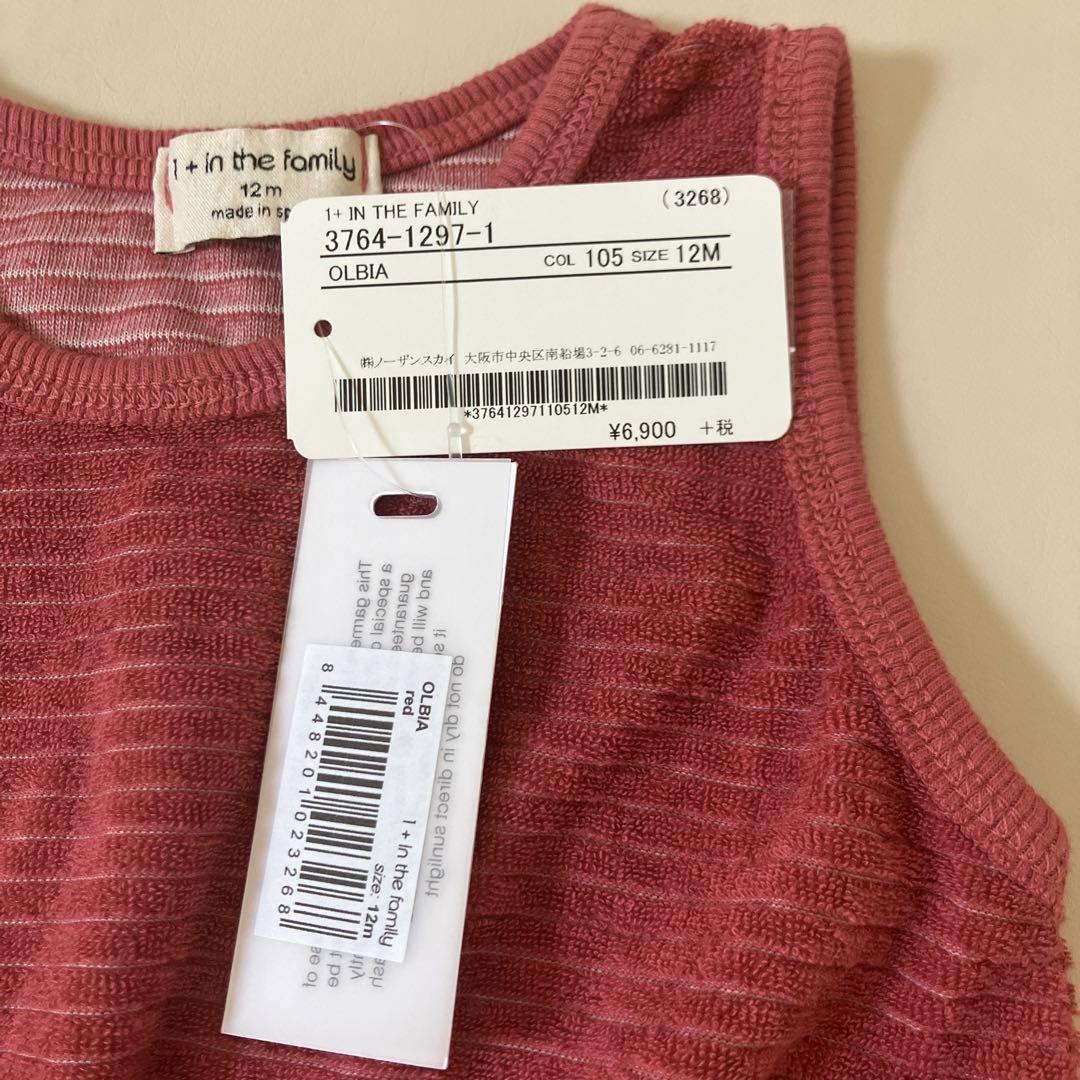 1 + in the family
12 m
made in sp
1+ IN THE FAMILY (3268)
3764-1297-1
OLBIA COL 105 SIZE 12M
㈱ノーザンスカイ 大阪市中央区南船場3-2-6 06-6281-1117
*37641297110512M*
¥6,900 +税
This garme
a special
and will be
it s
do not dry in direct sunlight
OLBIA
red
1 + in the family
size: 12m
8 448201 023268